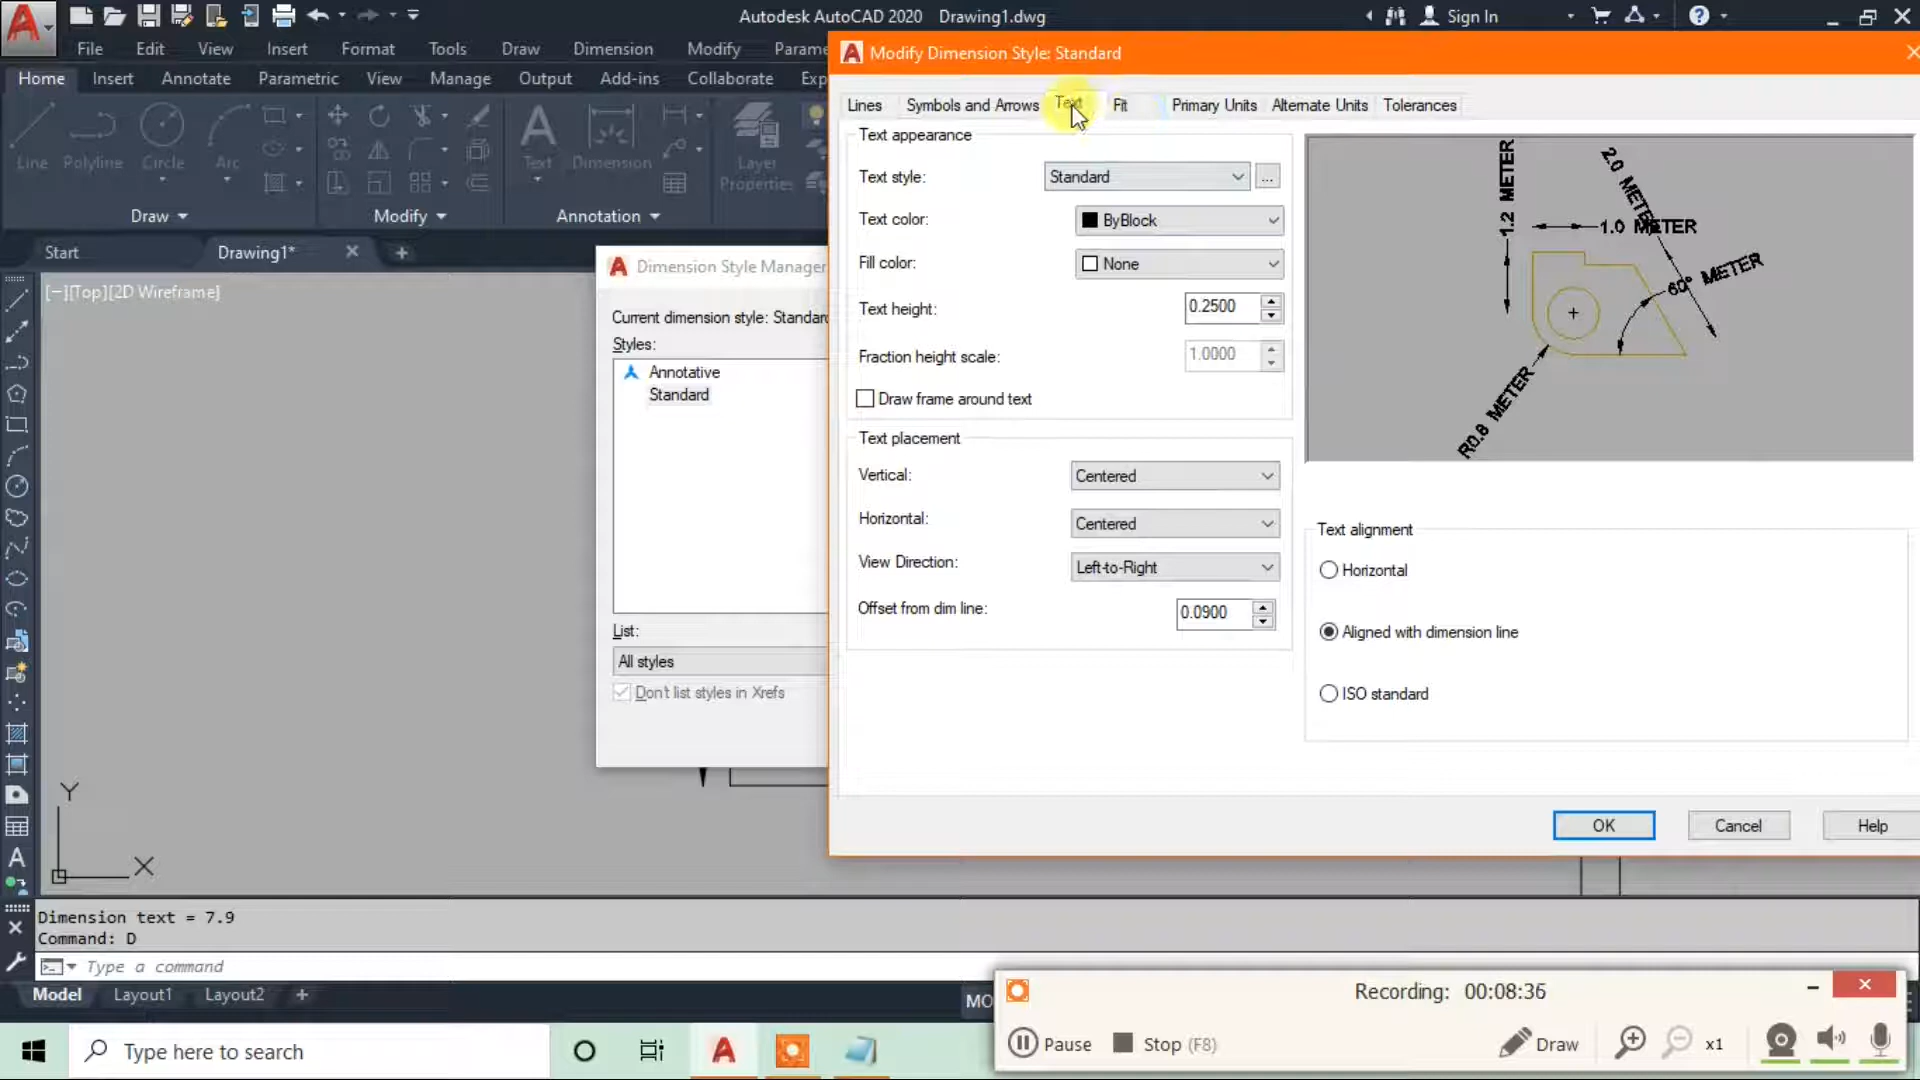 Autodesk AutoCAD 2020 Drawing1.dwg
Sign In
File Edit View Insert Format Tools Draw Dimension Modify
Home Insert Annotate Parametric View Manage Output Add-ins Collaborate
Line Polyline Circle Arc Text Dimension Layer Properties
Draw Modify Annotation
Start Drawing1*
[−][Top][2D Wireframe]
Dimension Style Manager
Current dimension style: Standard
Styles:
Annotative
Standard
List:
All styles
Don't list styles in Xrefs
Modify Dimension Style: Standard
Lines Symbols and Arrows Text Fit Primary Units Alternate Units Tolerances
Text appearance
Text style: Standard ...
Text color: ByBlock
Fill color: None
Text height: 0.2500
Fraction height scale: 1.0000
Draw frame around text
Text placement
Vertical: Centered
Horizontal: Centered
View Direction: Left-to-Right
Offset from dim line: 0.0900
1.2 METER
1.0 METER
2.0 METER
60° METER
R0.8 METER
Text alignment
Horizontal
Aligned with dimension line
ISO standard
OK Cancel Help
Y
X
Dimension text = 7.9
Command: D
Type a command
Model Layout1 Layout2 +
Recording: 00:08:36
Pause Stop (F8) Draw x1
Type here to search